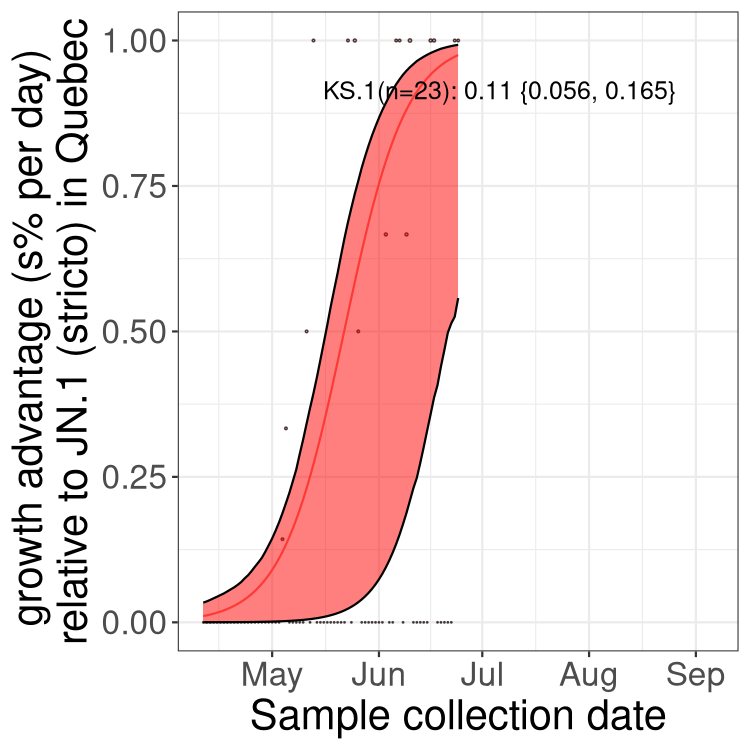 growth advantage (s% per day)
relative to JN.1 (stricto) in Quebec
1.00
0.75
0.50
0.25
0.00
KS.1(n=23): 0.11 {0.056, 0.165}
May Jun Jul Aug Sep
Sample collection date